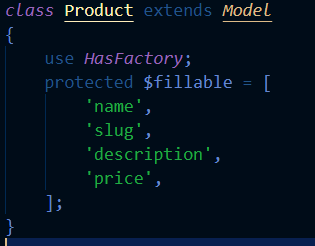 class Product extends Model
{
    use HasFactory;
    protected $fillable = [
        'name',
        'slug',
        'description',
        'price',
    ];
}